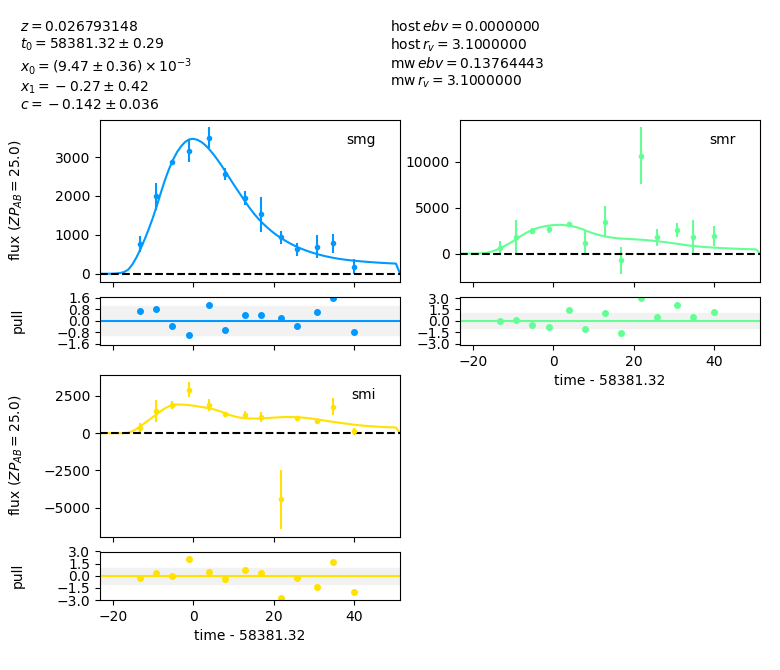 z = 0.026793148
t₀ = 58381.32 ± 0.29
x₀ = (9.47 ± 0.36) × 10⁻³
x₁ = − 0.27 ± 0.42
c = − 0.142 ± 0.036
host ebv = 0.0000000
host r_v = 3.1000000
mw ebv = 0.13764443
mw r_v = 3.1000000
flux (ZP_AB = 25.0)
3000
2000
1000
0
smg
10000
5000
0
smr
pull
1.6
0.8
0.0
−0.8
−1.6
3.0
1.5
0.0
−1.5
−3.0
−20 0 20 40
time - 58381.32
flux (ZP_AB = 25.0)
2500
0
−2500
−5000
smi
pull
3.0
1.5
0.0
−1.5
−3.0
−20 0 20 40
time - 58381.32